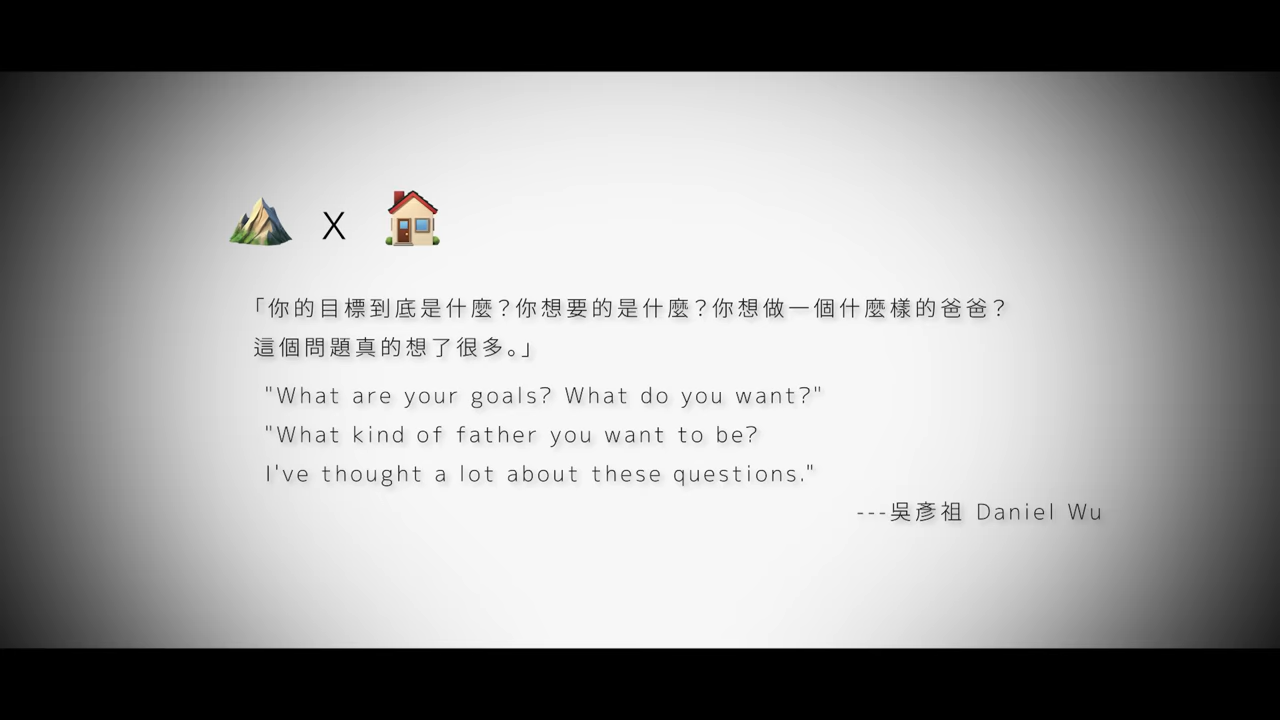 X
「你的目標到底是什麼？你想要的是什麼？你想做一個什麼樣的爸爸？
這個問題真的想了很多。」
"What are your goals? What do you want?"
"What kind of father you want to be?
I've thought a lot about these questions."
---吳彥祖 Daniel Wu